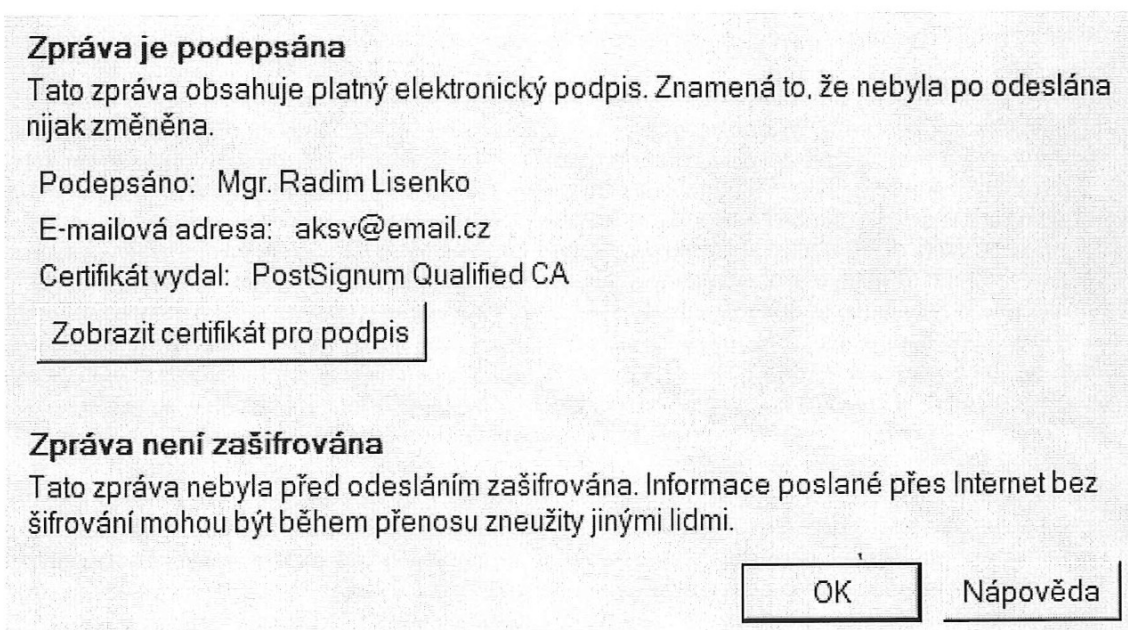 Zpráva je podepsána
Tato zpráva obsahuje platný elektronický podpis. Znamená to, že nebyla po odeslána
nijak změněna.
Podepsáno: Mgr. Radim Lisenko
E-mailová adresa: aksv@email.cz
Certifikát vydal: PostSignum Qualified CA
Zobrazit certifikát pro podpis
Zpráva není zašifrována
Tato zpráva nebyla před odesláním zašifrována. Informace poslané přes Internet bez
šifrování mohou být během přenosu zneužity jinými lidmi.
OK Nápověda